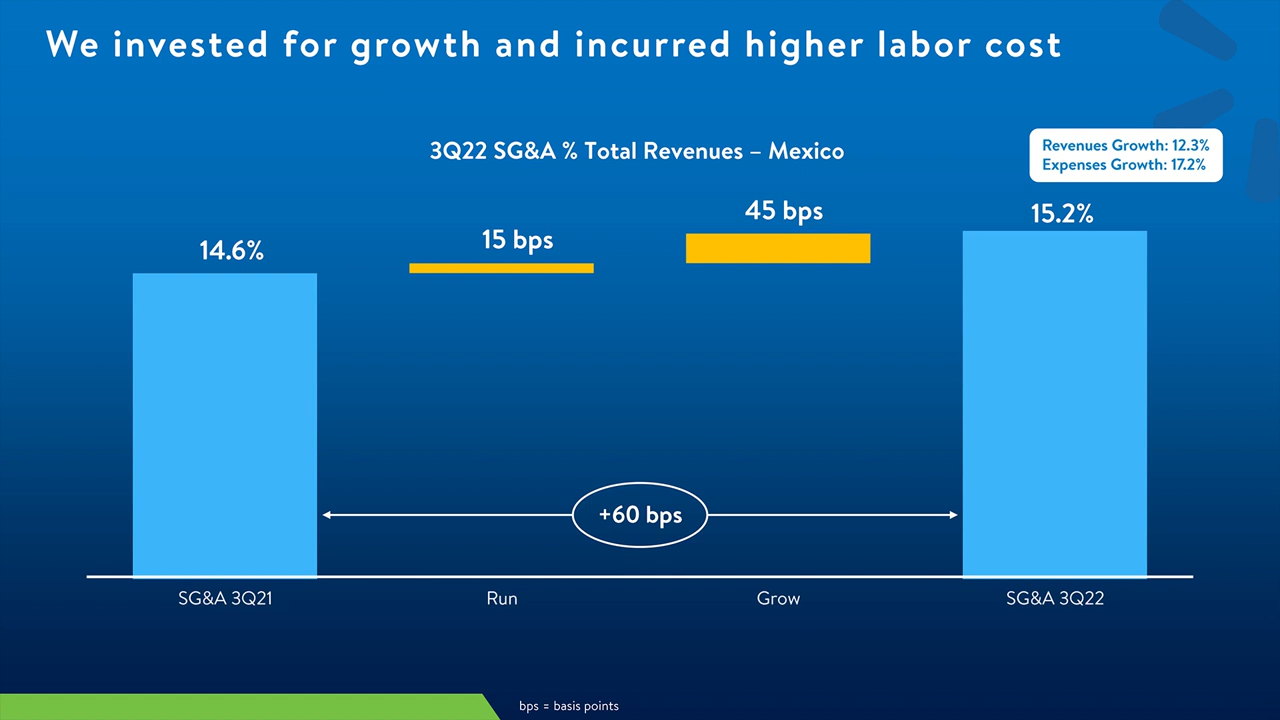 We invested for growth and incurred higher labor cost
3Q22 SG&A % Total Revenues – Mexico
Revenues Growth: 12.3%
Expenses Growth: 17.2%
14.6%
15 bps
45 bps
15.2%
+60 bps
SG&A 3Q21
Run
Grow
SG&A 3Q22
bps = basis points